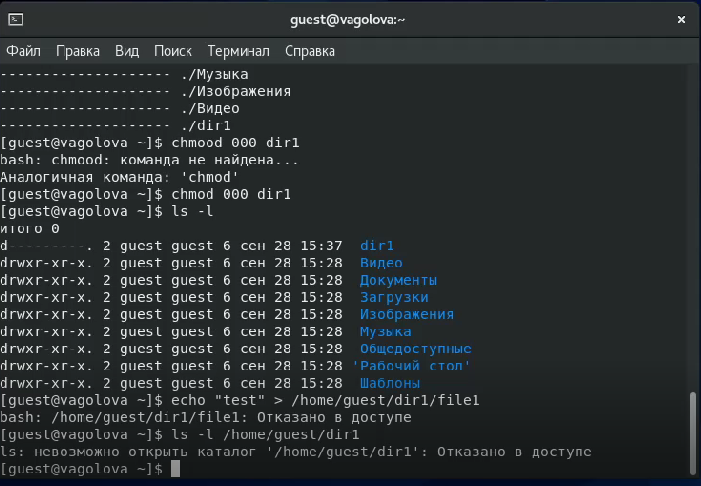 guest@vagolova:~
Файл Правка Вид Поиск Терминал Справка
-------------------- ./Музыка
-------------------- ./Изображения
-------------------- ./Видео
-------------------- ./dir1
[guest@vagolova ~]$ chmood 000 dir1
bash: chmood: команда не найдена...
Аналогичная команда: 'chmod'
[guest@vagolova ~]$ chmod 000 dir1
[guest@vagolova ~]$ ls -l
итого 0
d---------. 2 guest guest 6 сен 28 15:37  dir1
drwxr-xr-x. 2 guest guest 6 сен 28 15:28  Видео
drwxr-xr-x. 2 guest guest 6 сен 28 15:28  Документы
drwxr-xr-x. 2 guest guest 6 сен 28 15:28  Загрузки
drwxr-xr-x. 2 guest guest 6 сен 28 15:28  Изображения
drwxr-xr-x. 2 guest guest 6 сен 28 15:28  Музыка
drwxr-xr-x. 2 guest guest 6 сен 28 15:28  Общедоступные
drwxr-xr-x. 2 guest guest 6 сен 28 15:28 'Рабочий стол'
drwxr-xr-x. 2 guest guest 6 сен 28 15:28  Шаблоны
[guest@vagolova ~]$ echo "test" > /home/guest/dir1/file1
bash: /home/guest/dir1/file1: Отказано в доступе
[guest@vagolova ~]$ ls -l /home/guest/dir1
ls: невозможно открыть каталог '/home/guest/dir1': Отказано в доступе
[guest@vagolova ~]$